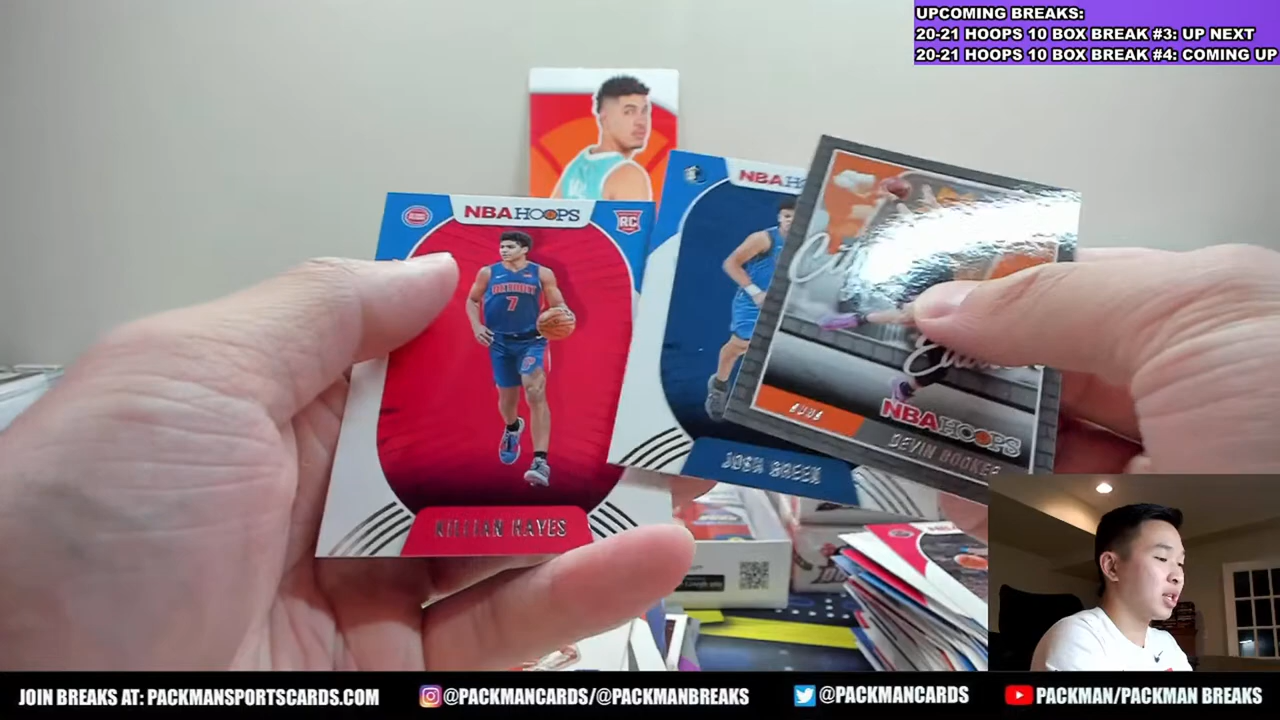 UPCOMING BREAKS:
20-21 HOOPS 10 BOX BREAK #3: UP NEXT
20-21 HOOPS 10 BOX BREAK #4: COMING UP
NBA HOOPS
RC
DETROIT
7
KILLIAN HAYES
NBA
JOSH GREEN
NBA HOOPS
DEVIN BOOKER
JOIN BREAKS AT: PACKMANSPORTSCARDS.COM
@PACKMANCARDS/@PACKMANBREAKS
@PACKMANCARDS
PACKMAN/PACKMAN BREAKS